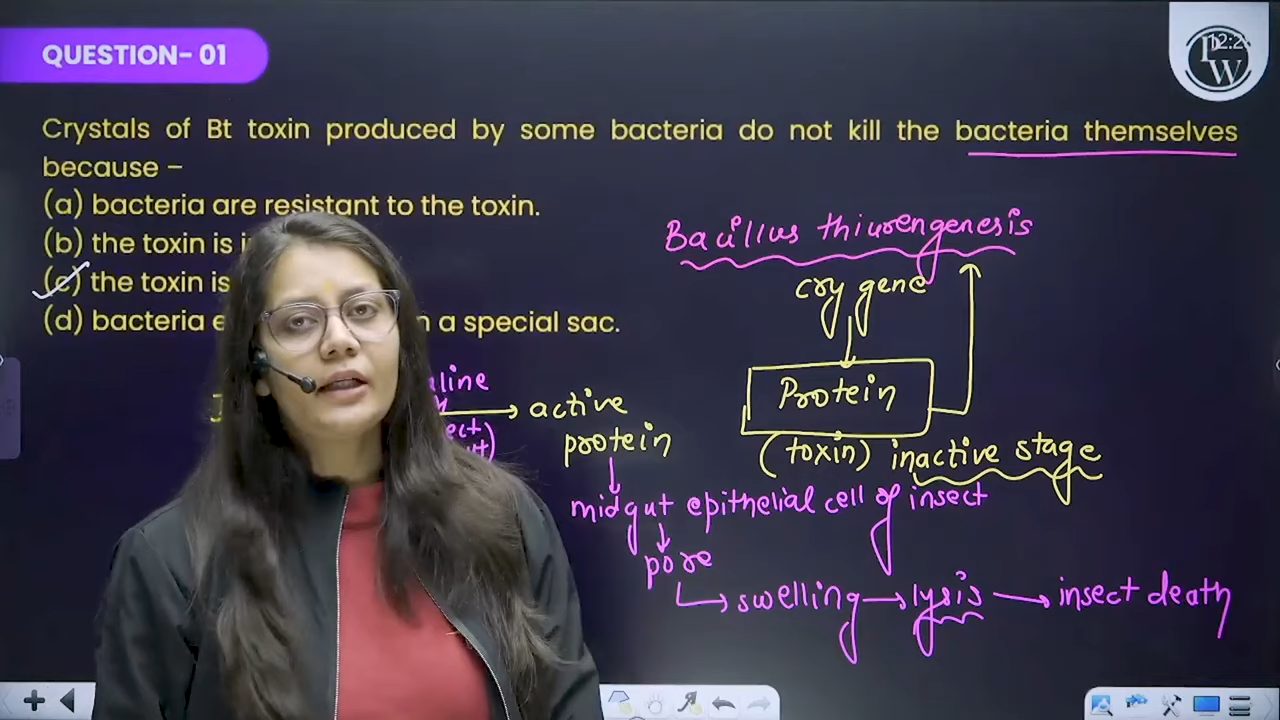 QUESTION- 01
12:2
W
Crystals of Bt toxin produced by some bacteria do not kill the bacteria themselves
because –
(a) bacteria are resistant to the toxin.
(b) the toxin is
(c) the toxin is
(d) bacteria a special sac.
Bacillus thiurengenesis
cry gene
Protein
(toxin) inactive stage
active
protein
midgut epithelial cell of insect
pore
swelling → lysis → insect death